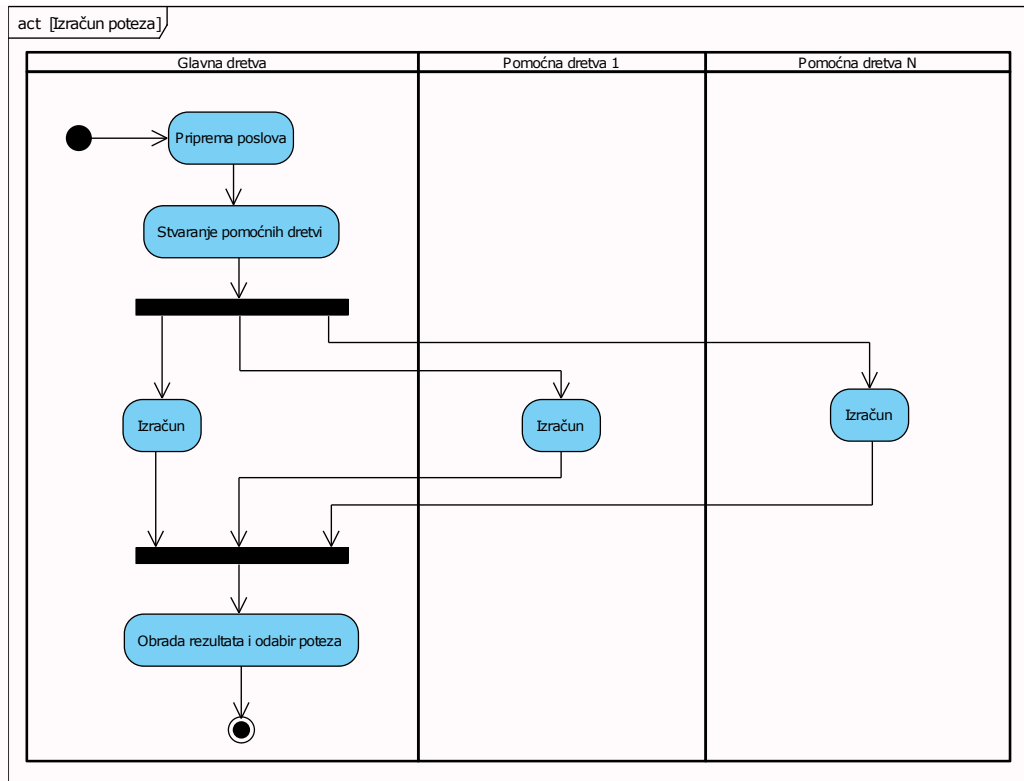 act [Izračun poteza]
Glavna dretva
Pomoćna dretva 1
Pomoćna dretva N
Priprema poslova
Stvaranje pomoćnih dretvi
Izračun
Izračun
Izračun
Obrada rezultata i odabir poteza